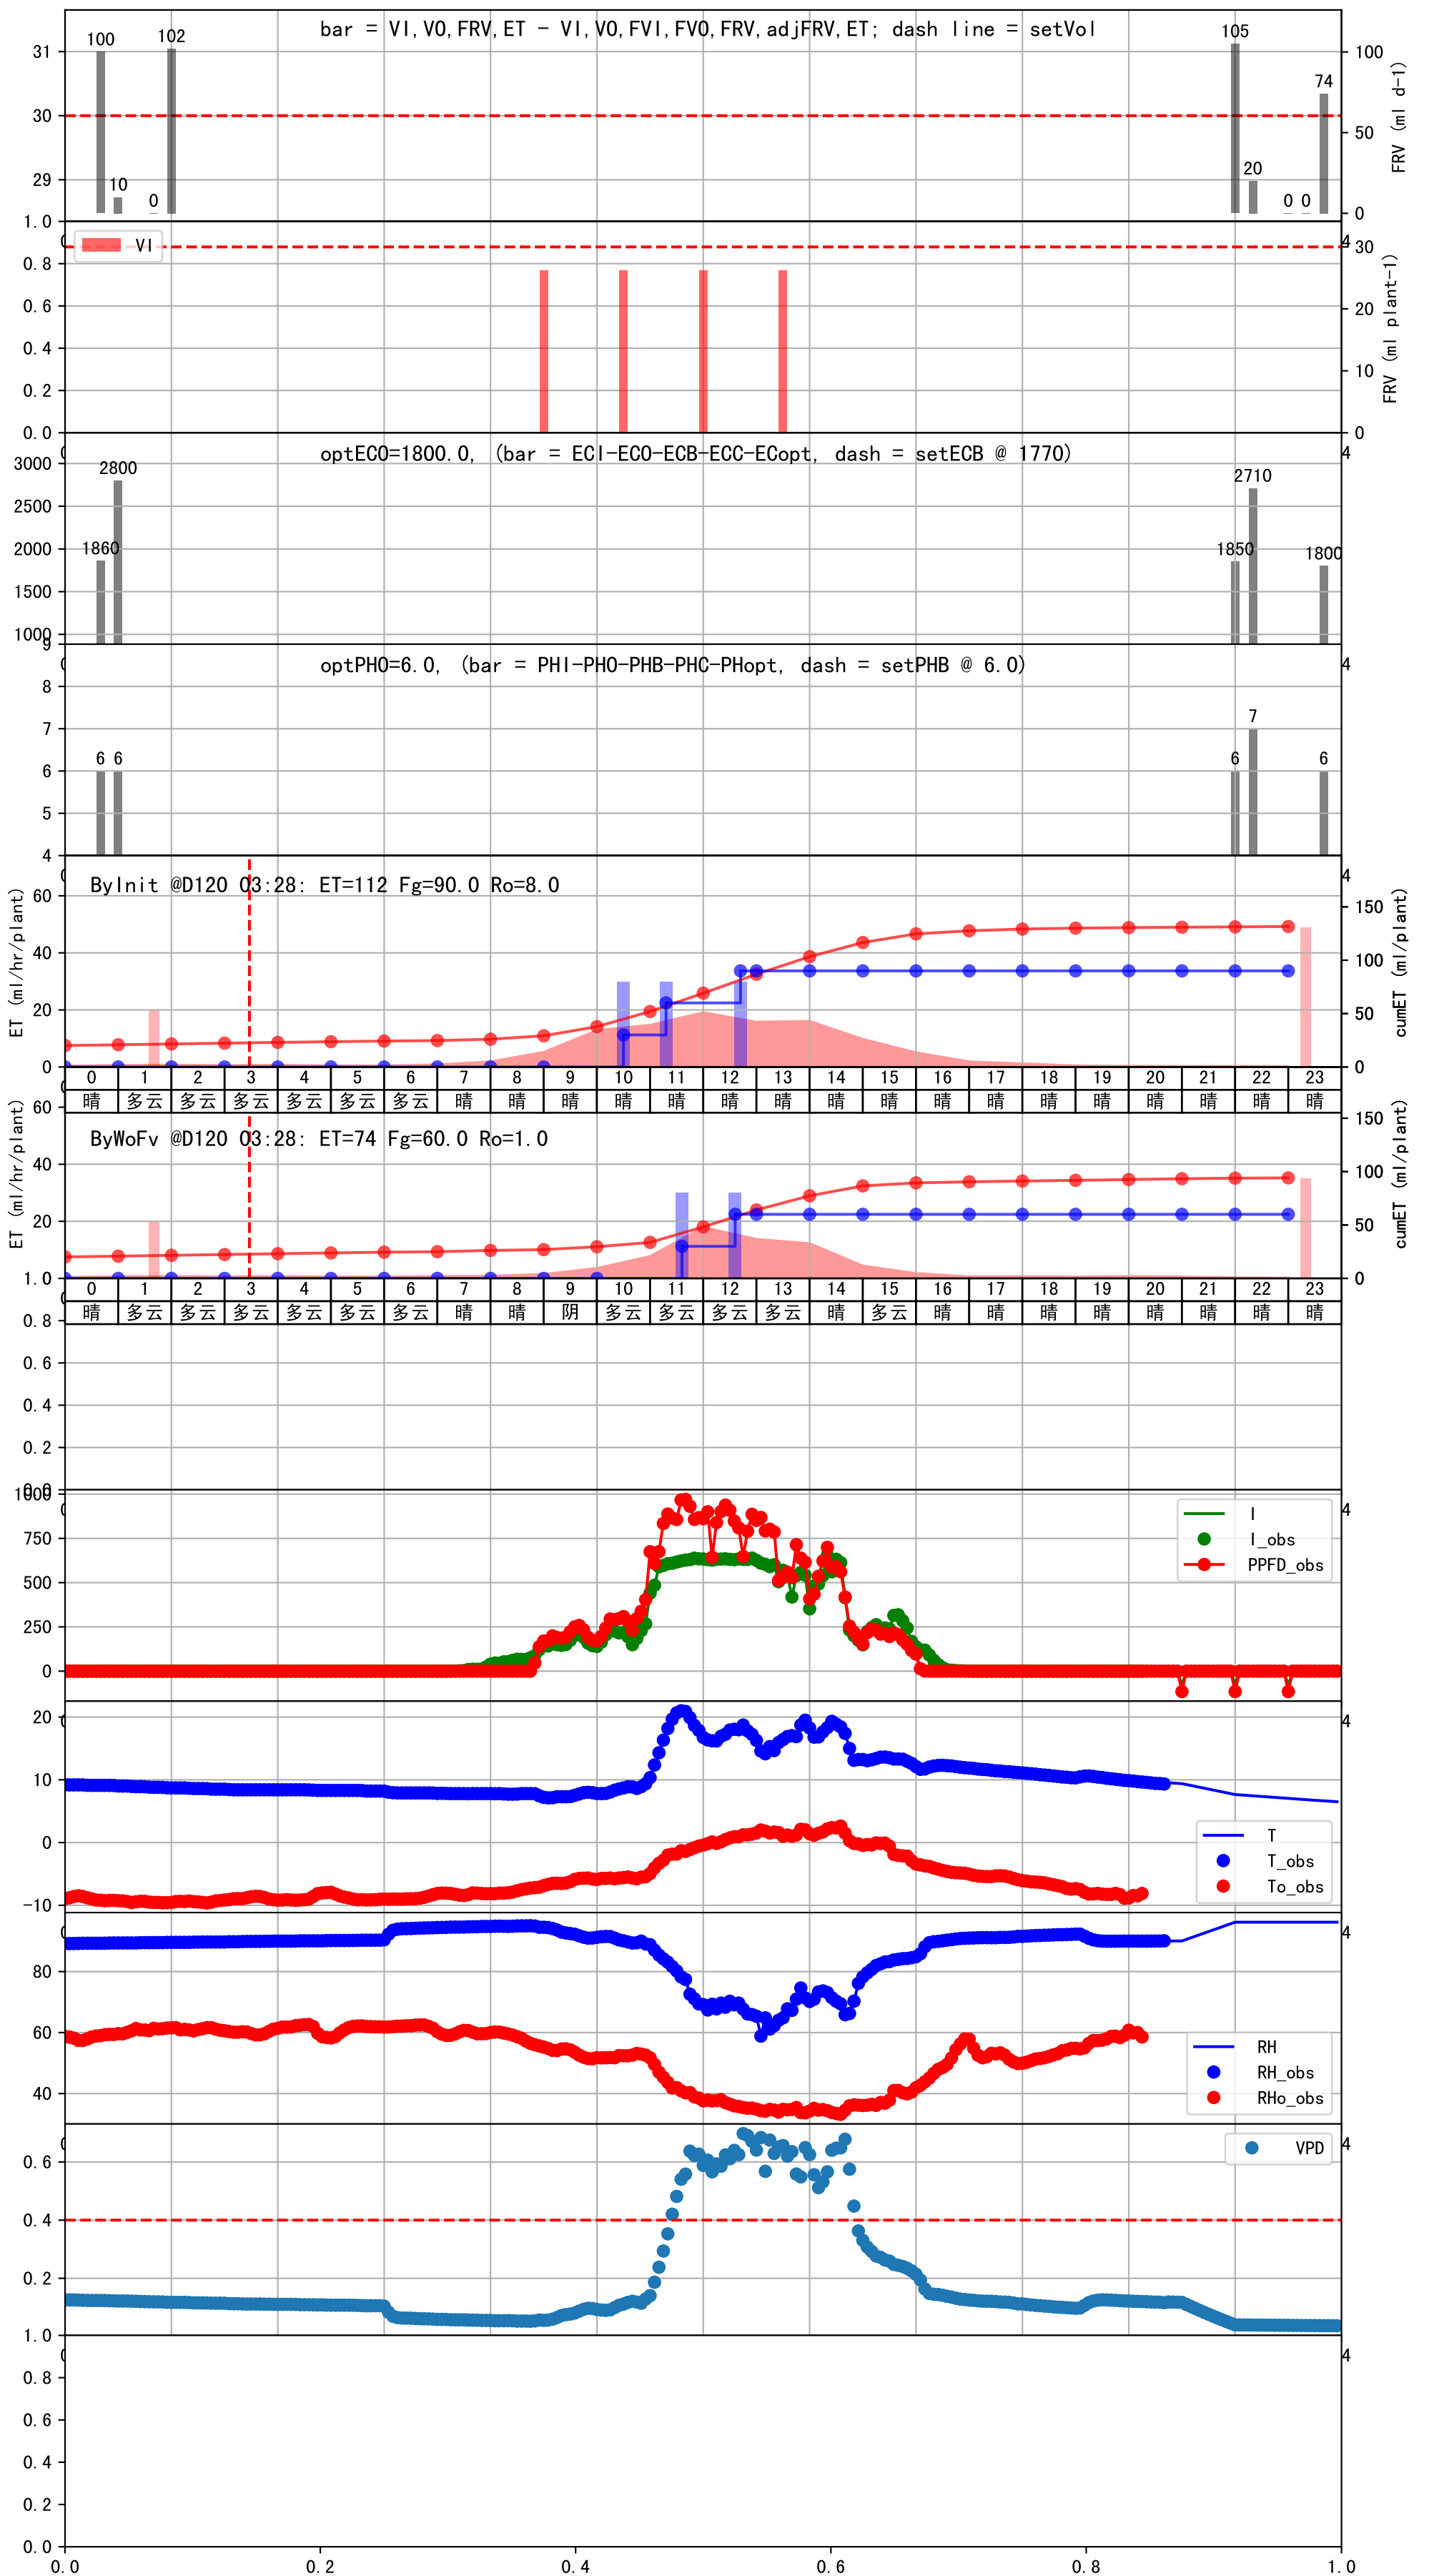 bar = VI,VO,FRV,ET - VI,VO,FVI,FVO,FRV,adjFRV,ET; dash line = setVol
100 102 105 74
10 0 20 0 0
31 30 29
100 50 0
FRV (ml d-1)
1.0 0.8 0.6 0.4 0.2 0.0
VI
4
30 20 10 0
FRV (ml plant-1)
optECO=1800.0, (bar = ECI-ECO-ECB-ECC-ECopt, dash = setECB @ 1770)
3000 2500 2000 1500 1000
1860 2800 1850 2710 1800
4
optPHO=6.0, (bar = PHI-PHO-PHB-PHC-PHopt, dash = setPHB @ 6.0)
9 8 7 6 5 4
6 6 6 7 6
4
ByInit @D120 03:28: ET=112 Fg=90.0 Ro=8.0
ET (ml/hr/plant)
60 40 20 0
150 100 50 0
cumET (ml/plant)
4
0 1 2 3 4 5 6 7 8 9 10 11 12 13 14 15 16 17 18 19 20 21 22 23
晴 多云 多云 多云 多云 多云 多云 晴 晴 晴 晴 晴 晴 晴 晴 晴 晴 晴 晴 晴 晴 晴 晴 晴
ByWoFv @D120 03:28: ET=74 Fg=60.0 Ro=1.0
ET (ml/hr/plant)
60 40 20
150 100 50 0
cumET (ml/plant)
0 1 2 3 4 5 6 7 8 9 10 11 12 13 14 15 16 17 18 19 20 21 22 23
晴 多云 多云 多云 多云 多云 多云 晴 晴 阴 多云 多云 多云 多云 晴 多云 晴 晴 晴 晴 晴 晴 晴 晴
1.0 0.8 0.6 0.4 0.2 0.0
1000 750 500 250 0
4
I
I_obs
PPFD_obs
20 10 0 -10
4
T
T_obs
To_obs
80 60 40
4
RH
RH_obs
RHo_obs
0.6 0.4 0.2
4
VPD
1.0 0.8 0.6 0.4 0.2 0.0
4
0.0 0.2 0.4 0.6 0.8 1.0